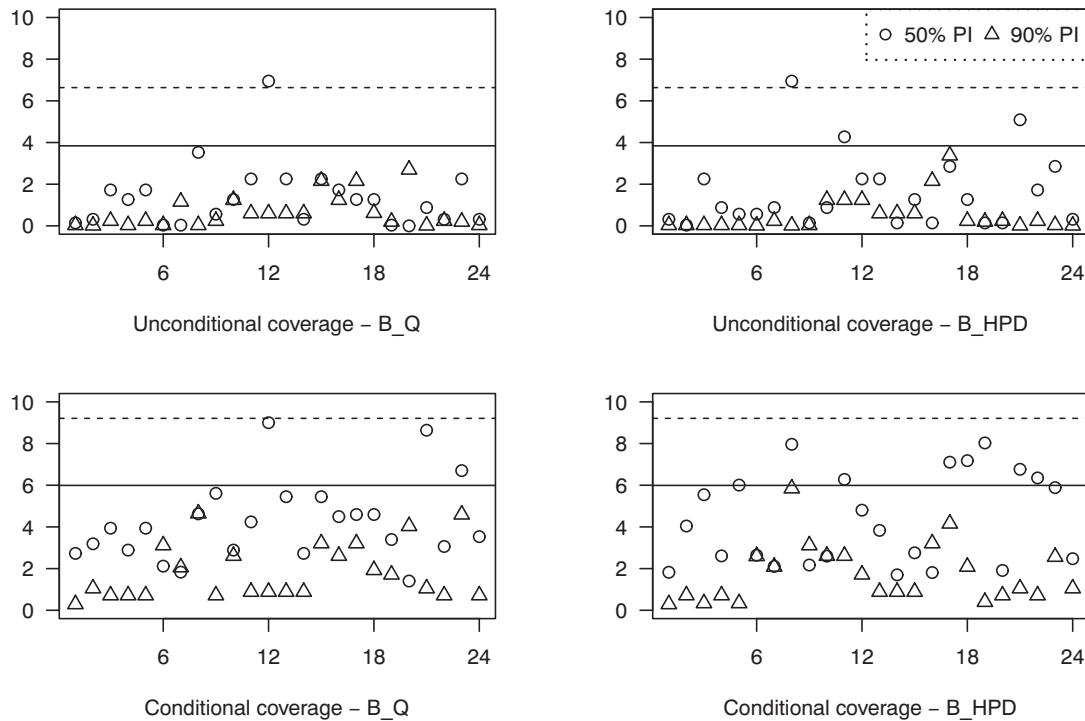 10
8
6
4
2
0
6 12 18 24
Unconditional coverage – B_Q
10
8
6
4
2
0
50% PI 90% PI
6 12 18 24
Unconditional coverage – B_HPD
10
8
6
4
2
0
6 12 18 24
Conditional coverage – B_Q
10
8
6
4
2
0
6 12 18 24
Conditional coverage – B_HPD